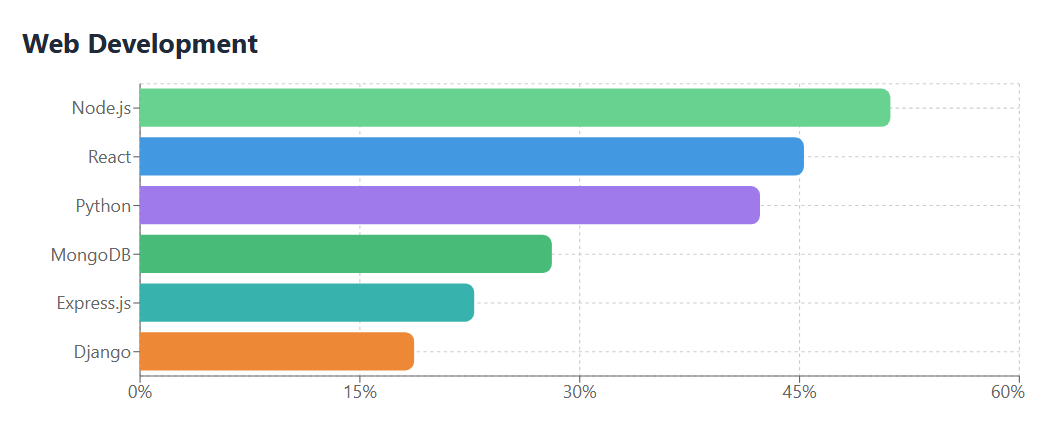 Web Development
Node.js
React
Python
MongoDB
Express.js
Django
0% 15% 30% 45% 60%